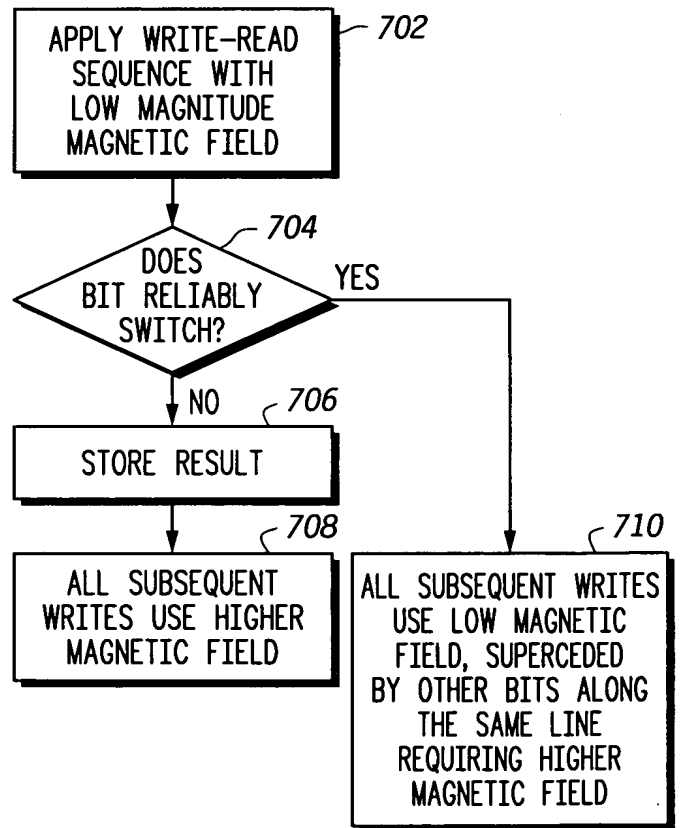 APPLY WRITE-READ
SEQUENCE WITH
LOW MAGNITUDE
MAGNETIC FIELD
702
704
DOES
BIT RELIABLY
SWITCH?
YES
NO
706
STORE RESULT
708
ALL SUBSEQUENT
WRITES USE HIGHER
MAGNETIC FIELD
710
ALL SUBSEQUENT WRITES
USE LOW MAGNETIC
FIELD, SUPERCEDED
BY OTHER BITS ALONG
THE SAME LINE
REQUIRING HIGHER
MAGNETIC FIELD